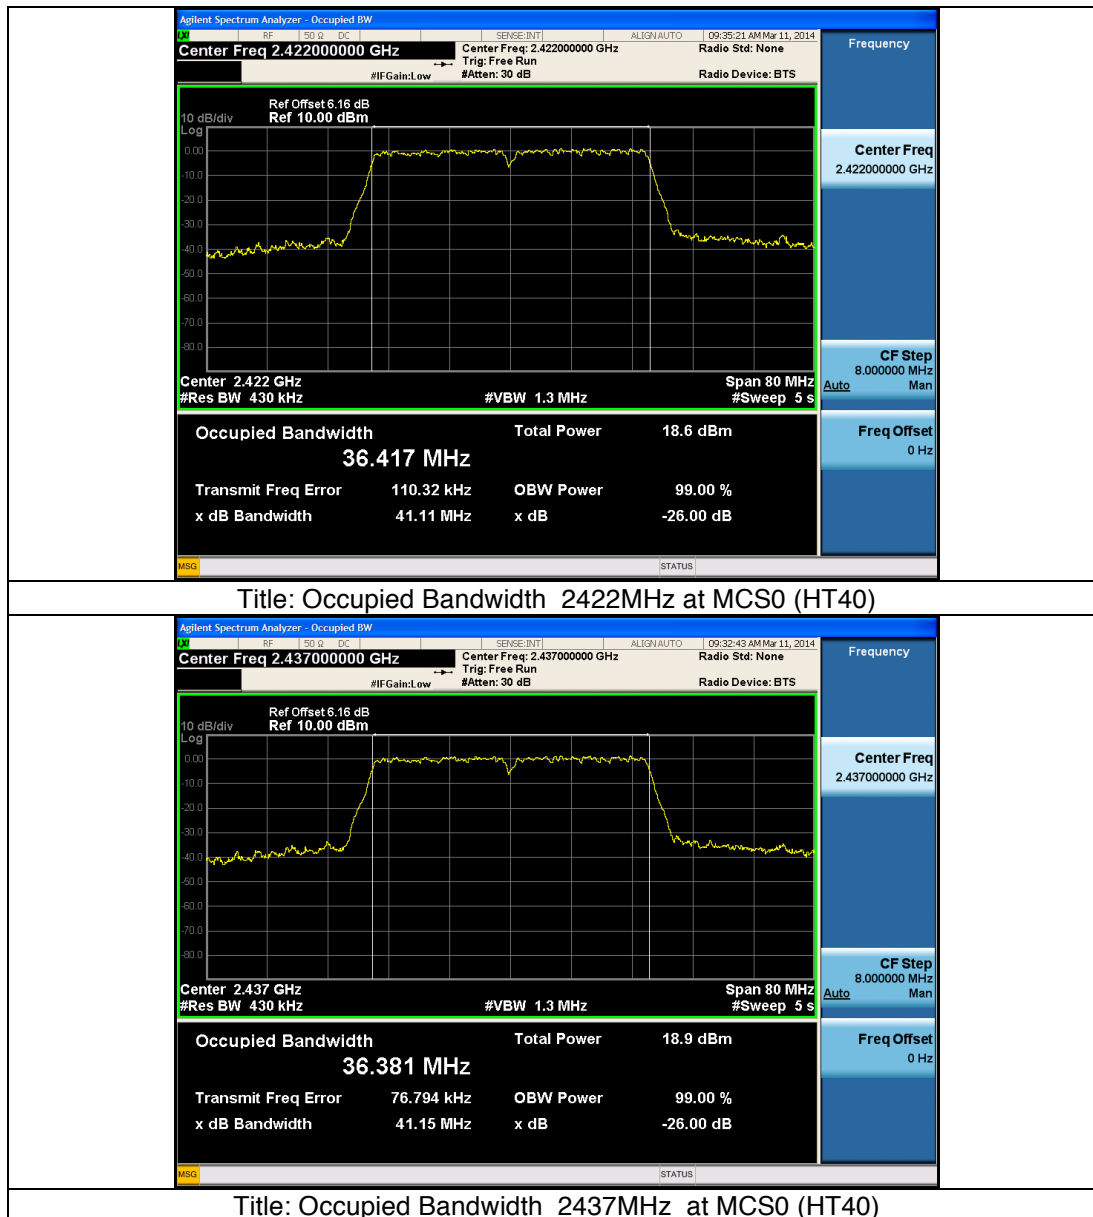 Agilent Spectrum Analyzer - Occupied BW
LXI RF 50 Ω DC SENSE:INT ALIGN AUTO 09:35:21 AM Mar 11, 2014
Center Freq 2.422000000 GHz Center Freq: 2.422000000 GHz Radio Std: None Frequency
Trig: Free Run
#IFGain:Low #Atten: 30 dB Radio Device: BTS
Ref Offset 6.16 dB
10 dB/div Ref 10.00 dBm
Log
0.00
-10.0
-20.0
-30.0
-40.0
-50.0
-60.0
-70.0
-80.0
Center Freq
2.422000000 GHz
CF Step
8.000000 MHz
Auto Man
Center 2.422 GHz Span 80 MHz
#Res BW 430 kHz #VBW 1.3 MHz #Sweep 5 s
Freq Offset
0 Hz
Occupied Bandwidth Total Power 18.6 dBm
36.417 MHz
Transmit Freq Error 110.32 kHz OBW Power 99.00 %
x dB Bandwidth 41.11 MHz x dB -26.00 dB
MSG STATUS
Title: Occupied Bandwidth 2422MHz at MCS0 (HT40)
Agilent Spectrum Analyzer - Occupied BW
LXI RF 50 Ω DC SENSE:INT ALIGN AUTO 09:32:43 AM Mar 11, 2014
Center Freq 2.437000000 GHz Center Freq: 2.437000000 GHz Radio Std: None Frequency
Trig: Free Run
#IFGain:Low #Atten: 30 dB Radio Device: BTS
Ref Offset 6.16 dB
10 dB/div Ref 10.00 dBm
Log
0.00
-10.0
-20.0
-30.0
-40.0
-50.0
-60.0
-70.0
-80.0
Center Freq
2.437000000 GHz
CF Step
8.000000 MHz
Auto Man
Center 2.437 GHz Span 80 MHz
#Res BW 430 kHz #VBW 1.3 MHz #Sweep 5 s
Freq Offset
0 Hz
Occupied Bandwidth Total Power 18.9 dBm
36.381 MHz
Transmit Freq Error 76.794 kHz OBW Power 99.00 %
x dB Bandwidth 41.15 MHz x dB -26.00 dB
MSG STATUS
Title: Occupied Bandwidth 2437MHz at MCS0 (HT40)